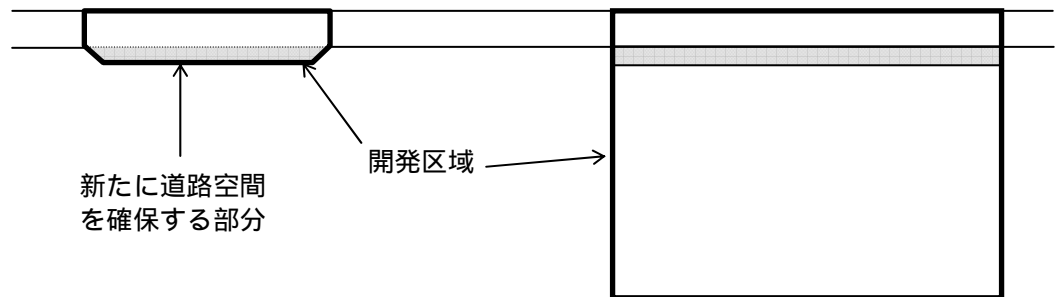 開発区域
新たに道路空間
を確保する部分